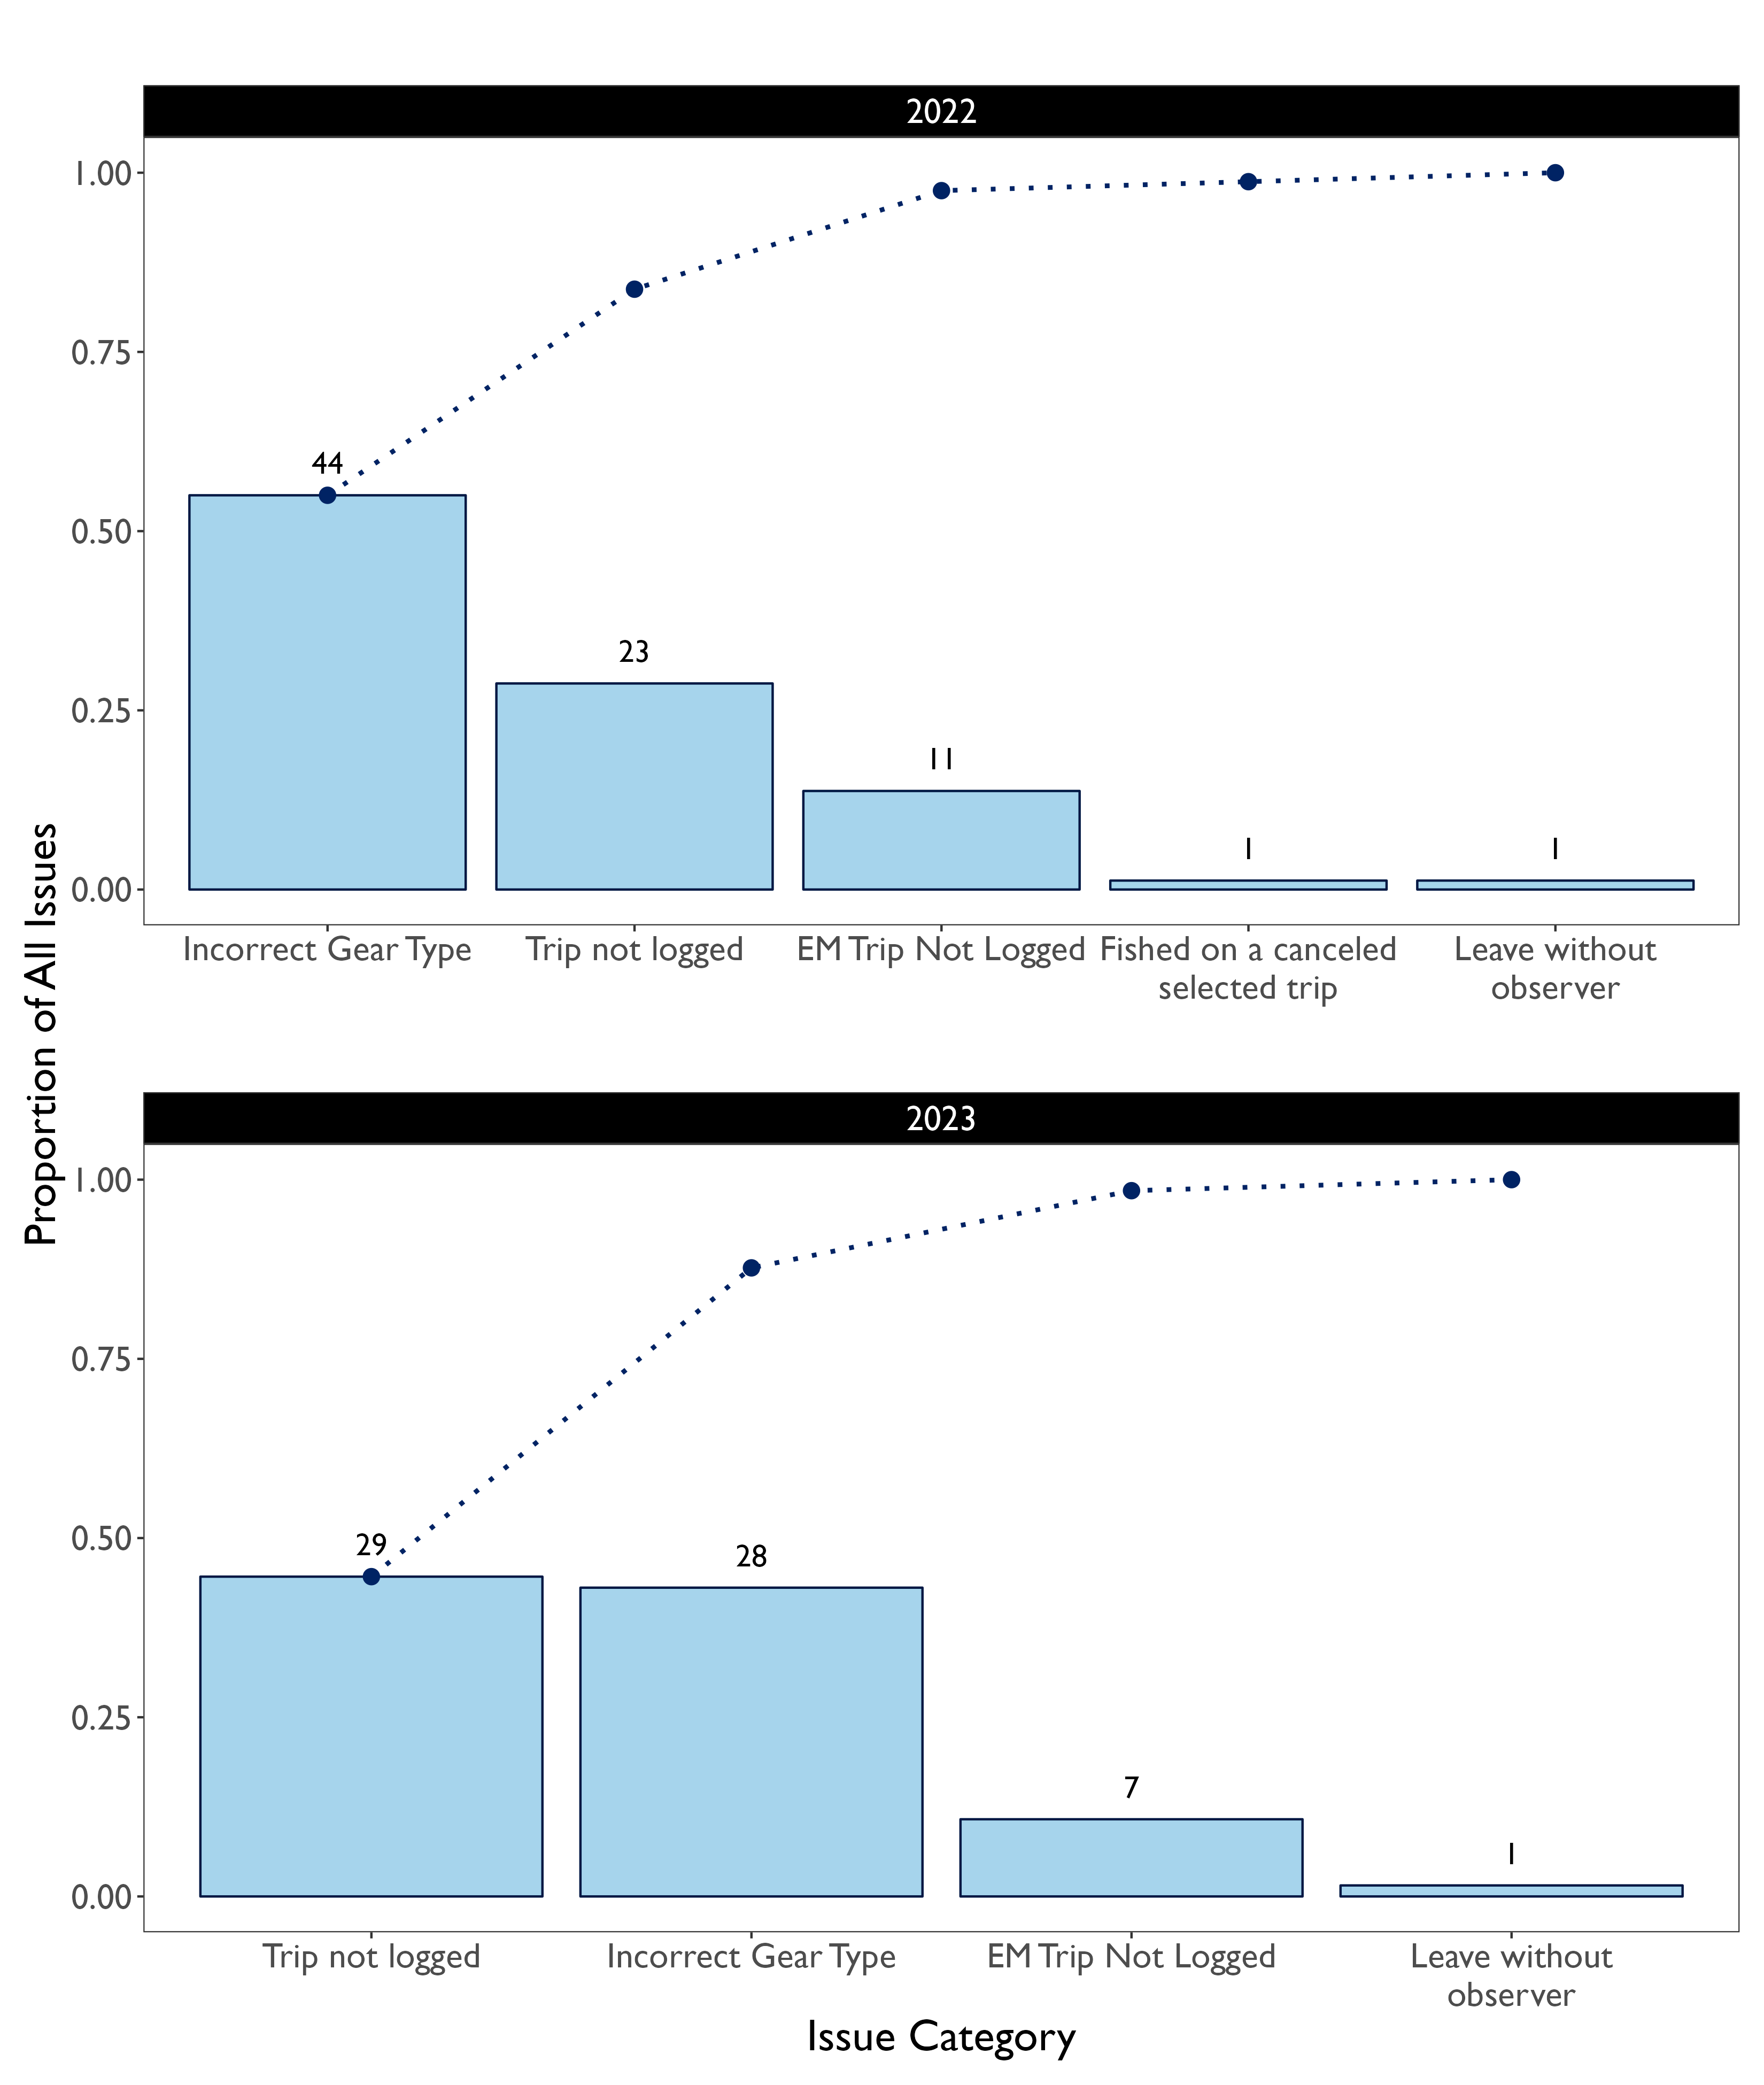 2022
1.00
0.75
0.50
0.25
0.00
44
23
11
1
1
Incorrect Gear Type
Trip not logged
EM Trip Not Logged
Fished on a canceled
selected trip
Leave without
observer
Proportion of All Issues
2023
1.00
0.75
0.50
0.25
0.00
29
28
7
1
Trip not logged
Incorrect Gear Type
EM Trip Not Logged
Leave without
observer
Issue Category